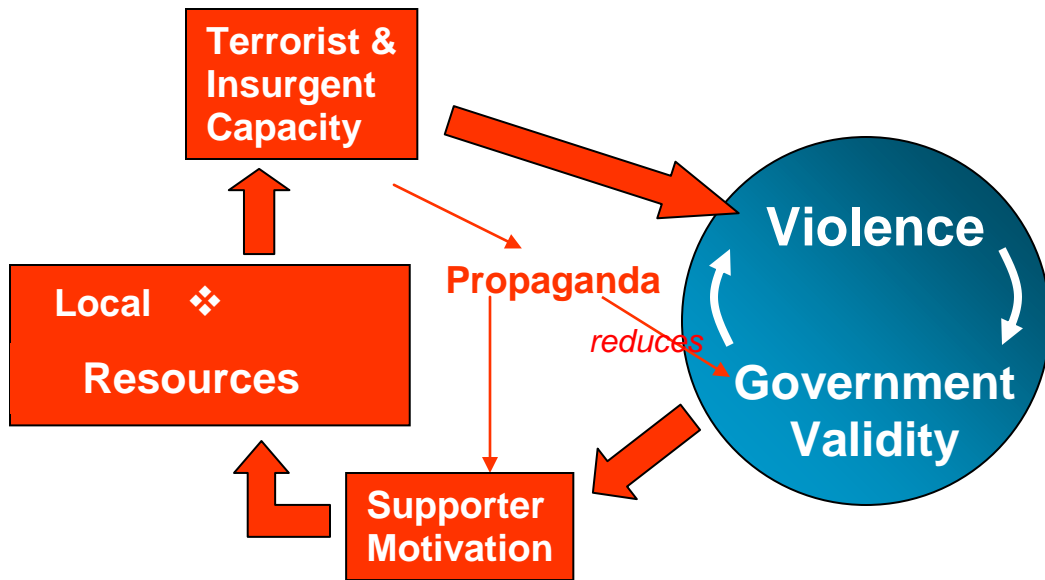 Terrorist &
Insurgent
Capacity
Violence
Propaganda
Local ❖
reduces
Resources
Government
Validity
Supporter
Motivation